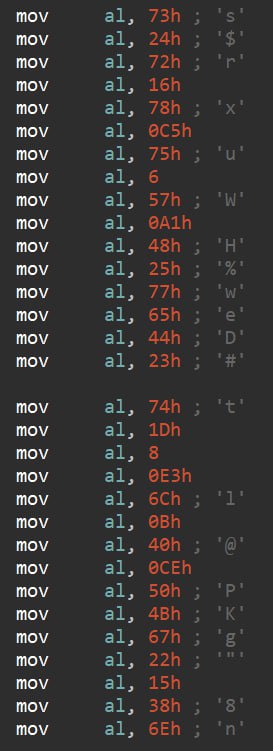 mov al, 73h ; 's'
mov al, 24h ; '$'
mov al, 72h ; 'r'
mov al, 16h
mov al, 78h ; 'x'
mov al, 0C5h
mov al, 75h ; 'u'
mov al, 6
mov al, 57h ; 'W'
mov al, 0A1h
mov al, 48h ; 'H'
mov al, 25h ; '%'
mov al, 77h ; 'w'
mov al, 65h ; 'e'
mov al, 44h ; 'D'
mov al, 23h ; '#'
mov al, 74h ; 't'
mov al, 1Dh
mov al, 8
mov al, 0E3h
mov al, 6Ch ; 'l'
mov al, 0Bh
mov al, 40h ; '@'
mov al, 0CEh
mov al, 50h ; 'P'
mov al, 4Bh ; 'K'
mov al, 67h ; 'g'
mov al, 22h ; '"'
mov al, 15h
mov al, 38h ; '8'
mov al, 6Eh ; 'n'